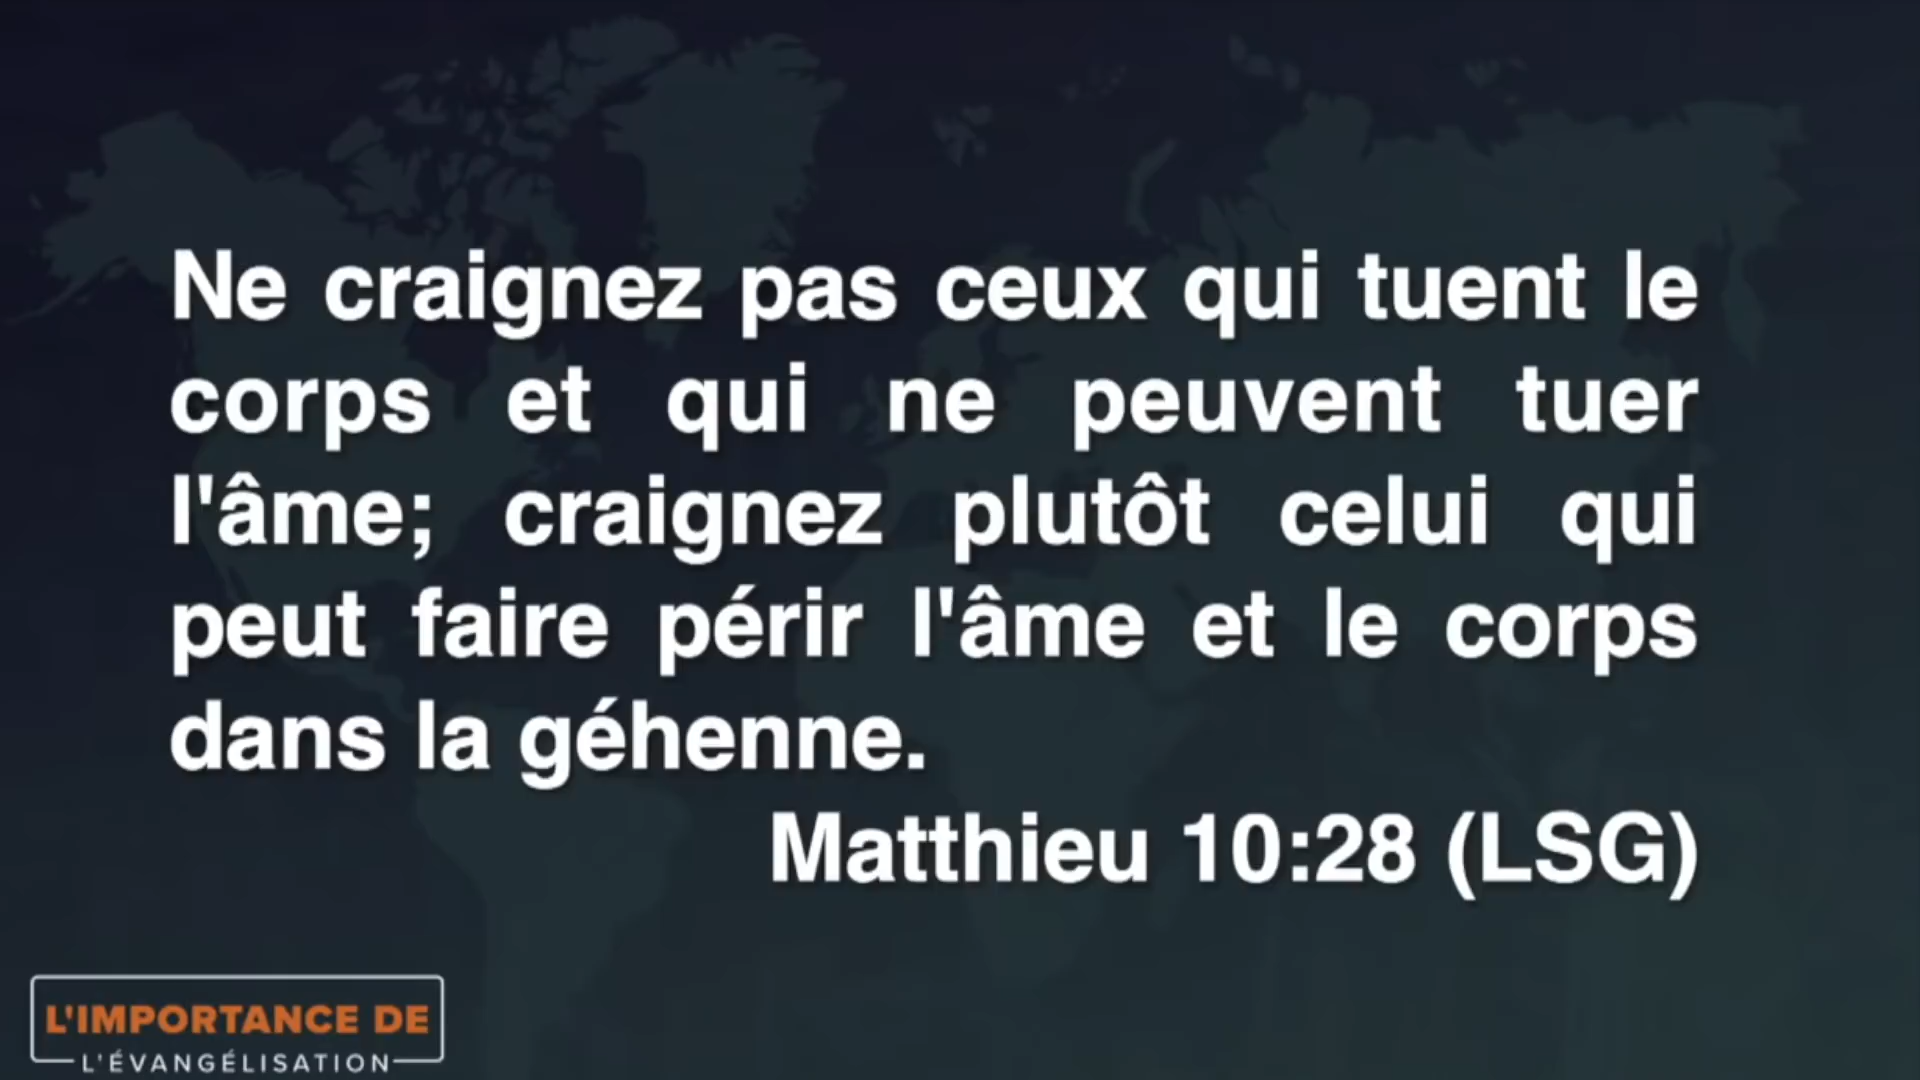 Ne craignez pas ceux qui tuent le
corps et qui ne peuvent tuer
l'âme; craignez plutôt celui qui
peut faire périr l'âme et le corps
dans la géhenne.
Matthieu 10:28 (LSG)
L'IMPORTANCE DE
L'ÉVANGÉLISATION